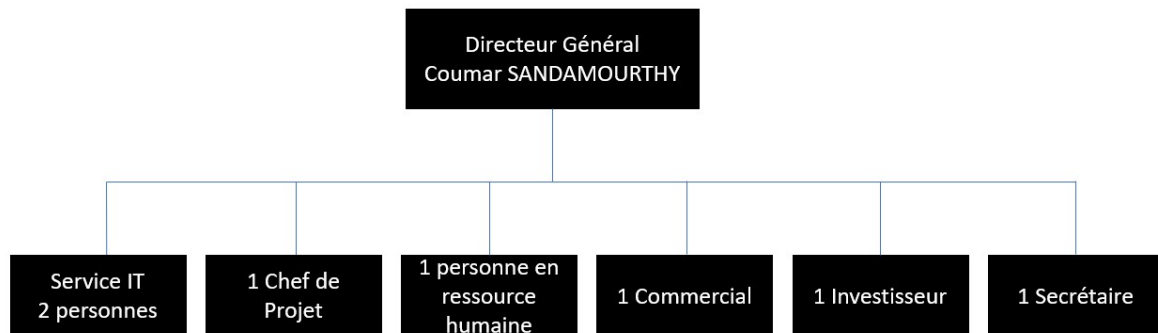 Directeur Général
Coumar SANDAMOURTHY
Service IT
2 personnes
1 Chef de
Projet
1 personne en
ressource
humaine
1 Commercial
1 Investisseur
1 Secrétaire